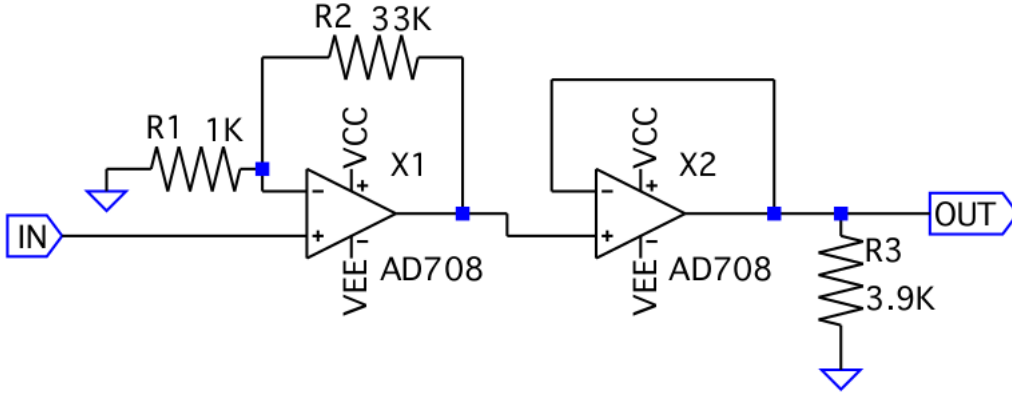 R2 33K
R1 1K
VCC
X1
VCC
X2
IN
OUT
VEE
AD708
VEE
AD708
R3
3.9K